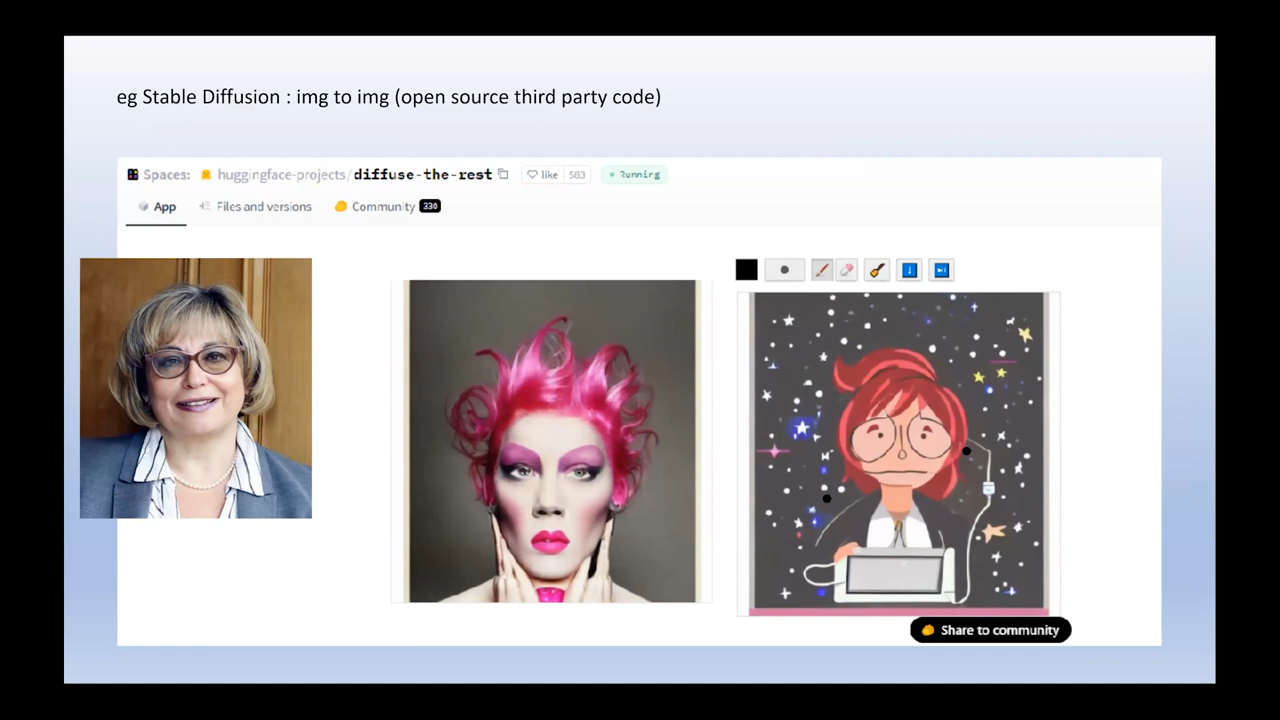 eg Stable Diffusion : img to img (open source third party code)
Spaces: huggingface-projects/diffuse-the-rest like 583 Running
App Files and versions Community 330
Share to community